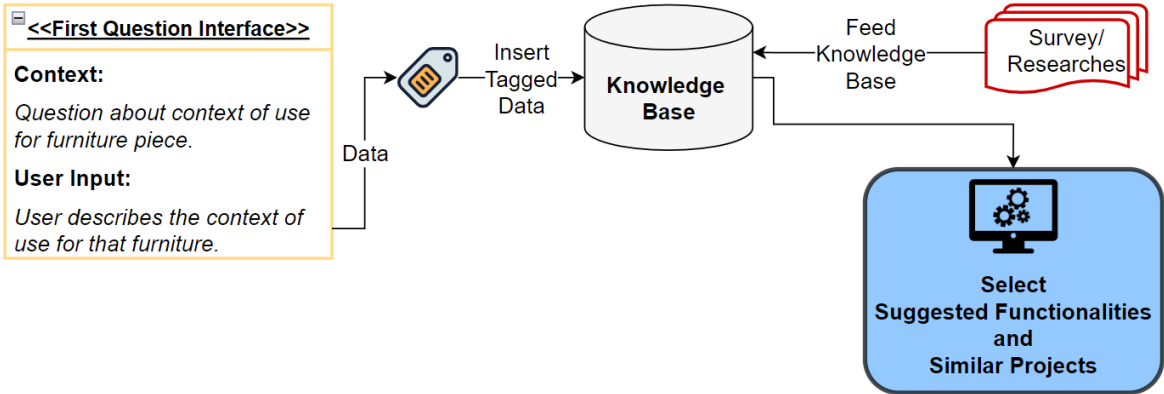 <<First Question Interface>>
Context:
Question about context of use
for furniture piece.
User Input:
User describes the context of
use for that furniture.
Data
Insert
Tagged
Data
Knowledge
Base
Feed
Knowledge
Base
Survey/
Researches
Select
Suggested Functionalities
and
Similar Projects